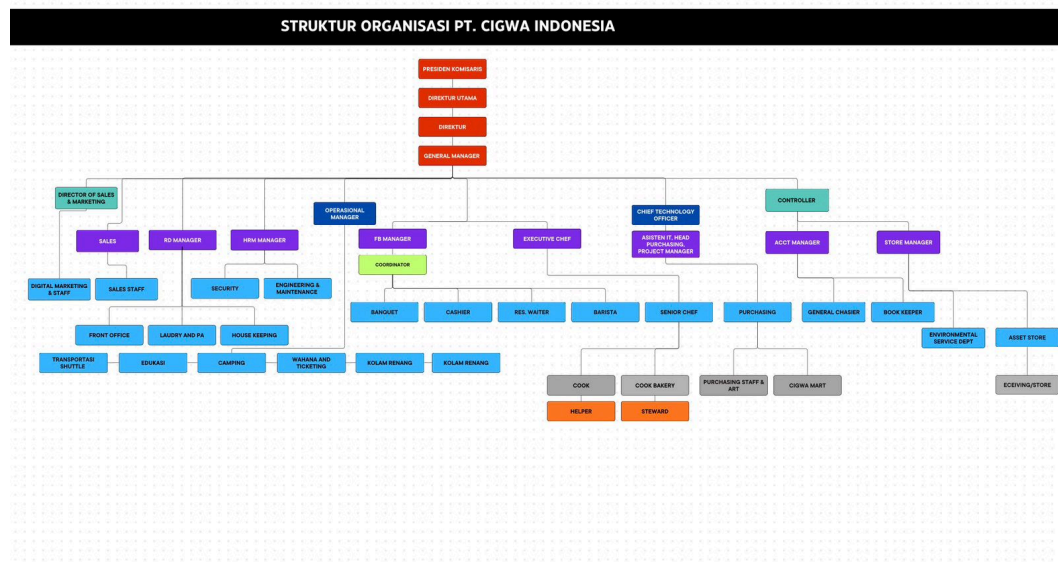 STRUKTUR ORGANISASI PT. CIGWA INDONESIA
PRESIDEN KOMISARIS
DIREKTUR UTAMA
DIREKTUR
GENERAL MANAGER
DIRECTOR OF SALES
& MARKETING
OPERASIONAL
MANAGER
CHIEF TECHNOLOGY
OFFICER
CONTROLLER
SALES
RD MANAGER
HRM MANAGER
FB MANAGER
EXECUTIVE CHEF
ASISTEN IT, HEAD
PURCHASING,
PROJECT MANAGER
ACCT MANAGER
STORE MANAGER
COORDINATOR
DIGITAL MARKETING
& STAFF
SALES STAFF
SECURITY
ENGINEERING &
MAINTENANCE
BANQUET
CASHIER
RES. WAITER
BARISTA
SENIOR CHEF
PURCHASING
GENERAL CHASIER
BOOK KEEPER
FRONT OFFICE
LAUDRY AND PA
HOUSE KEEPING
ENVIRONMENTAL
SERVICE DEPT
ASSET STORE
TRANSPORTASI
SHUTTLE
EDUKASI
CAMPING
WAHANA AND
TICKETING
KOLAM RENANG
KOLAM RENANG
COOK
COOK BAKERY
PURCHASING STAFF &
ART
CIGWA MART
ECEIVING/STORE
HELPER
STEWARD